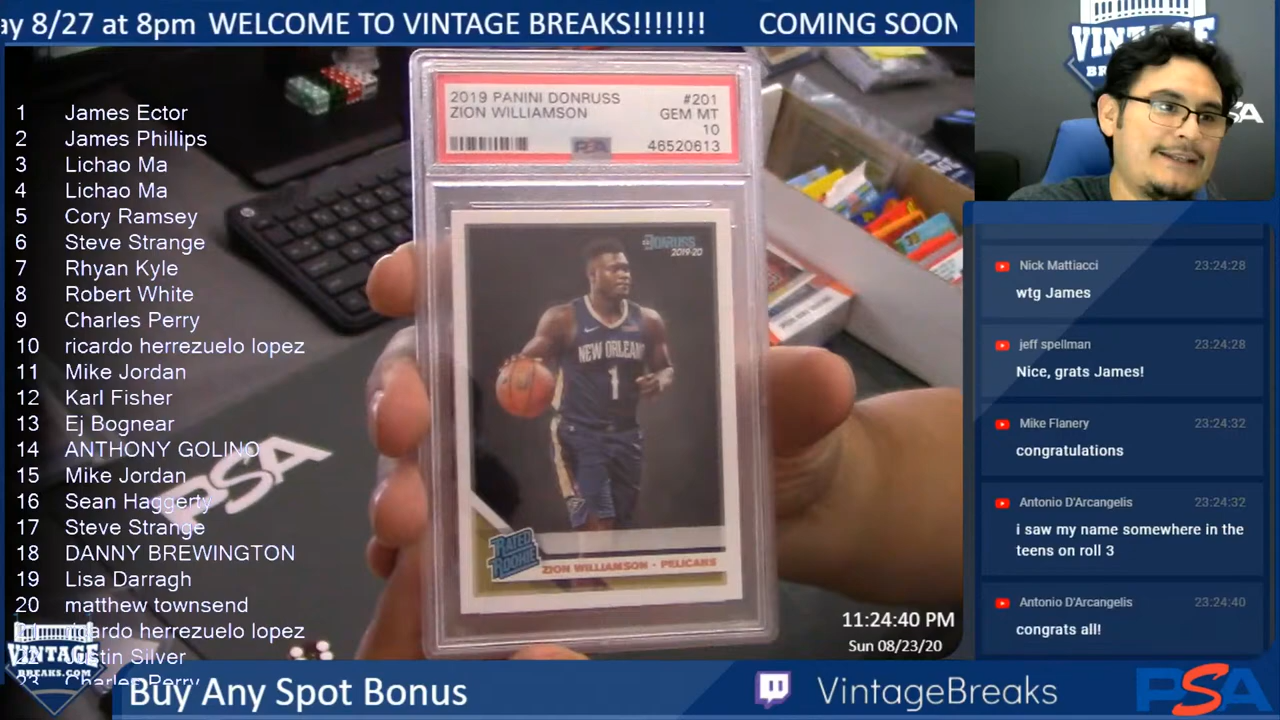 ay 8/27 at 8pm WELCOME TO VINTAGE BREAKS!!!!!!! COMING SOON
1 James Ector
2 James Phillips
3 Lichao Ma
4 Lichao Ma
5 Cory Ramsey
6 Steve Strange
7 Rhyan Kyle
8 Robert White
9 Charles Perry
10 ricardo herrezuelo lopez
11 Mike Jordan
12 Karl Fisher
13 Ej Bognear
14 ANTHONY GOLINO
15 Mike Jordan
16 Sean Haggerty
17 Steve Strange
18 DANNY BREWINGTON
19 Lisa Darragh
20 matthew townsend
ricardo herrezuelo lopez
Justin Silver
23 Charles Perry
VINTAGE
BREAKS.COM
PSA
2019 PANINI DONRUSS #201
ZION WILLIAMSON GEM MT
10
PSA 46520613
DONRUSS
2019-20
NEW ORLEANS
1
RATED
ROOKIE
ZION WILLIAMSON · PELICANS
11:24:40 PM
Sun 08/23/20
VINTAGE
Nick Mattiacci 23:24:28
wtg James
jeff spellman 23:24:28
Nice, grats James!
Mike Flanery 23:24:32
congratulations
Antonio D'Arcangelis 23:24:32
i saw my name somewhere in the
teens on roll 3
Antonio D'Arcangelis 23:24:40
congrats all!
Buy Any Spot Bonus
VintageBreaks
PSA